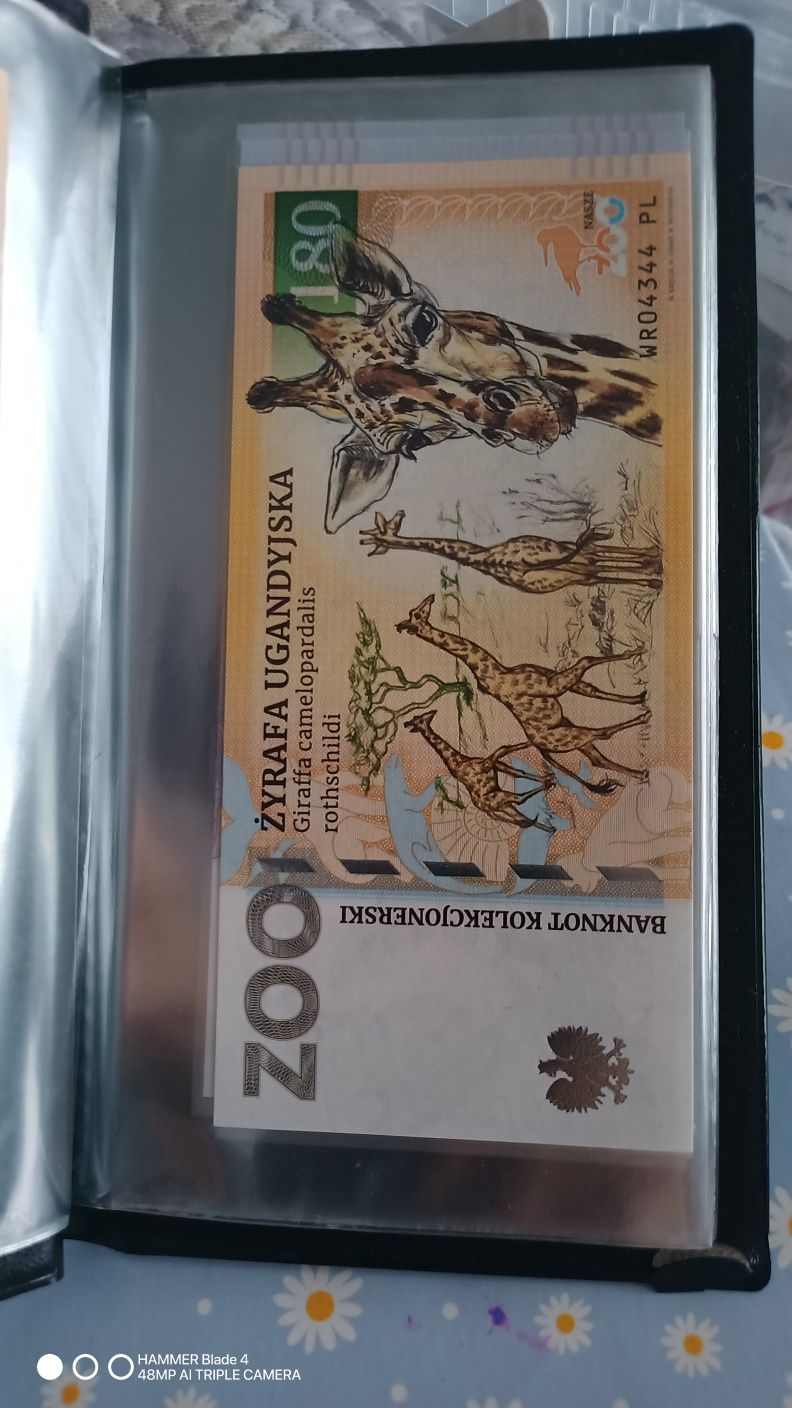 180
NASZE
ZOO
WR04344 PL
ŻYRAFA UGANDYJSKA
Giraffa camelopardalis
rothschildi
ZOO
BANKNOT KOLEKCJONERSKI
HAMMER Blade 4
48MP AI TRIPLE CAMERA